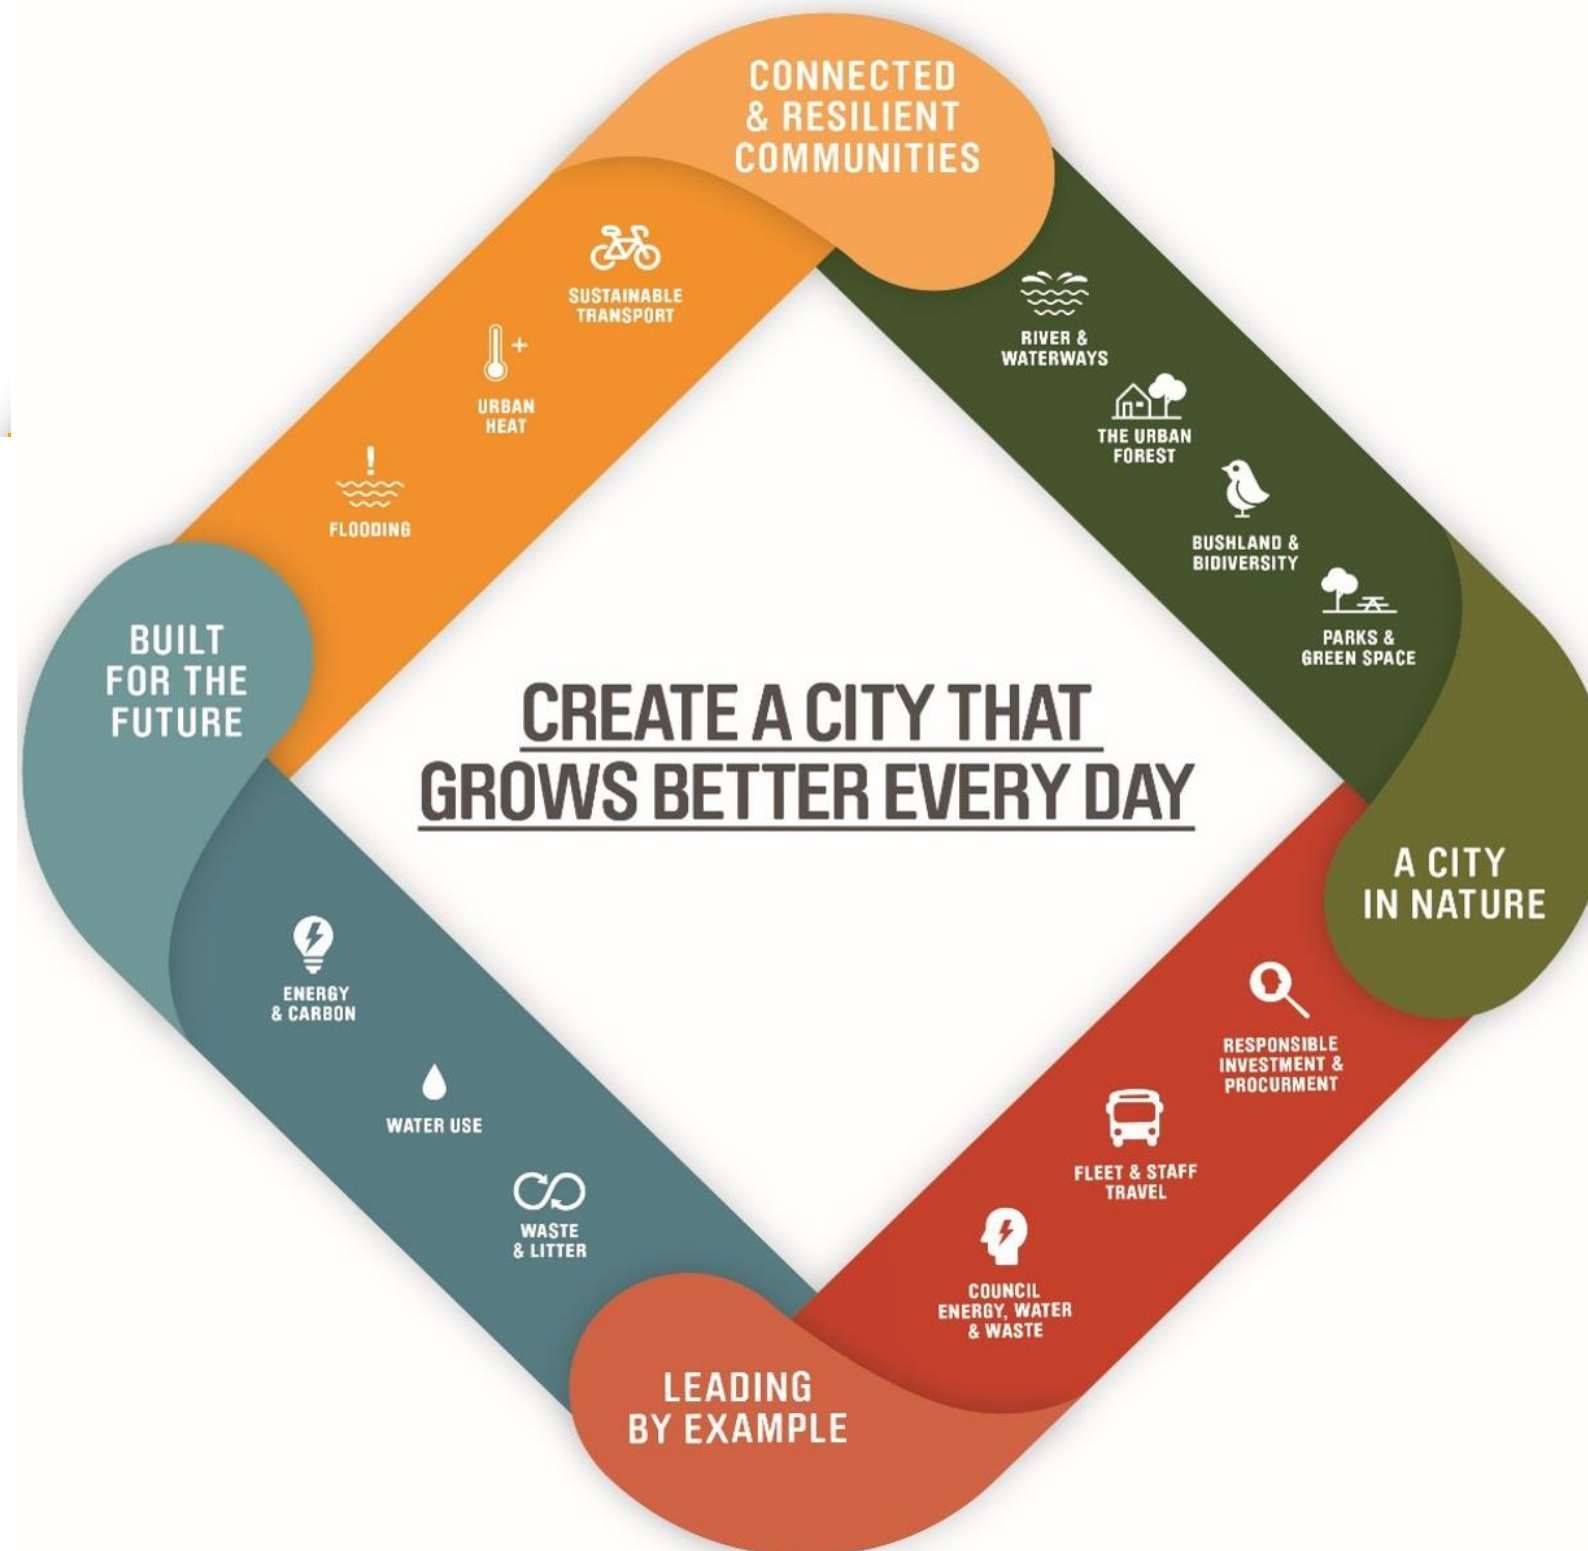 CONNECTED
& RESILIENT
COMMUNITIES
SUSTAINABLE
TRANSPORT
URBAN
HEAT
FLOODING
RIVER &
WATERWAYS
THE URBAN
FOREST
BUSHLAND &
BIDIVERSITY
PARKS &
GREEN SPACE
BUILT
FOR THE
FUTURE
CREATE A CITY THAT
GROWS BETTER EVERY DAY
A CITY
IN NATURE
ENERGY
& CARBON
WATER USE
WASTE
& LITTER
RESPONSIBLE
INVESTMENT &
PROCURMENT
FLEET & STAFF
TRAVEL
COUNCIL
ENERGY, WATER
& WASTE
LEADING
BY EXAMPLE